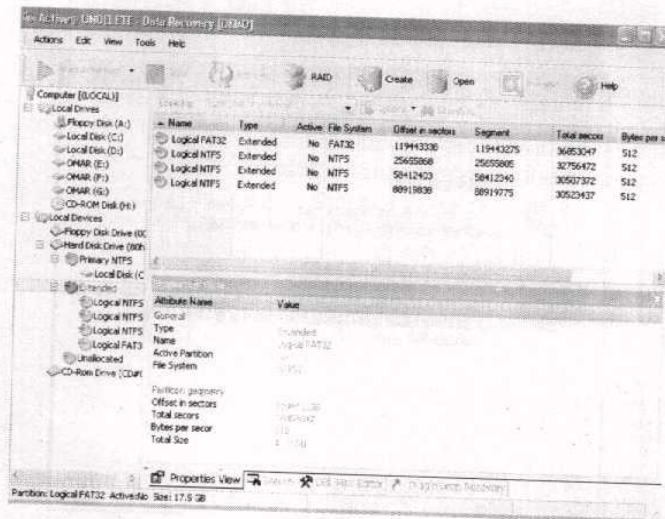 Active@ UNDELETE - Data Recovery [DEMO]
Actions Edit View Tools Help
RAID Create Open Help
Computer [(LOCAL)]
Local Drives
Floppy Disk (A:)
Local Disk (C:)
Local Disk (D:)
OMAR (E:)
OMAR (F:)
OMAR (G:)
CD-ROM Disk (H:)
Local Devices
Floppy Disk Drive (0(
Hard Disk Drive (80h
Primary NTFS
Local Disk (C
Extended
Logical NTFS
Logical NTFS
Logical NTFS
Logical FAT3
Unallocated
CD-Rom Drive (CD#(
Name Type Active File System Offset in sectors Segment Total sectors Bytes per s
Logical FAT32 Extended No FAT32 119443338 119443275 36853047 512
Logical NTFS Extended No NTFS 25655868 25655805 32756472 512
Logical NTFS Extended No NTFS 58412403 58412340 30507372 512
Logical NTFS Extended No NTFS 88919838 88919775 30523437 512
Attribute Name Value
General
Type Extended
Name Logical FAT32
Active Partition
File System
Partition geometry
Offset in sectors
Total secors
Bytes per secor 512
Total Size
Properties View
Partition: Logical FAT32 Active:No Size: 17.5 GB